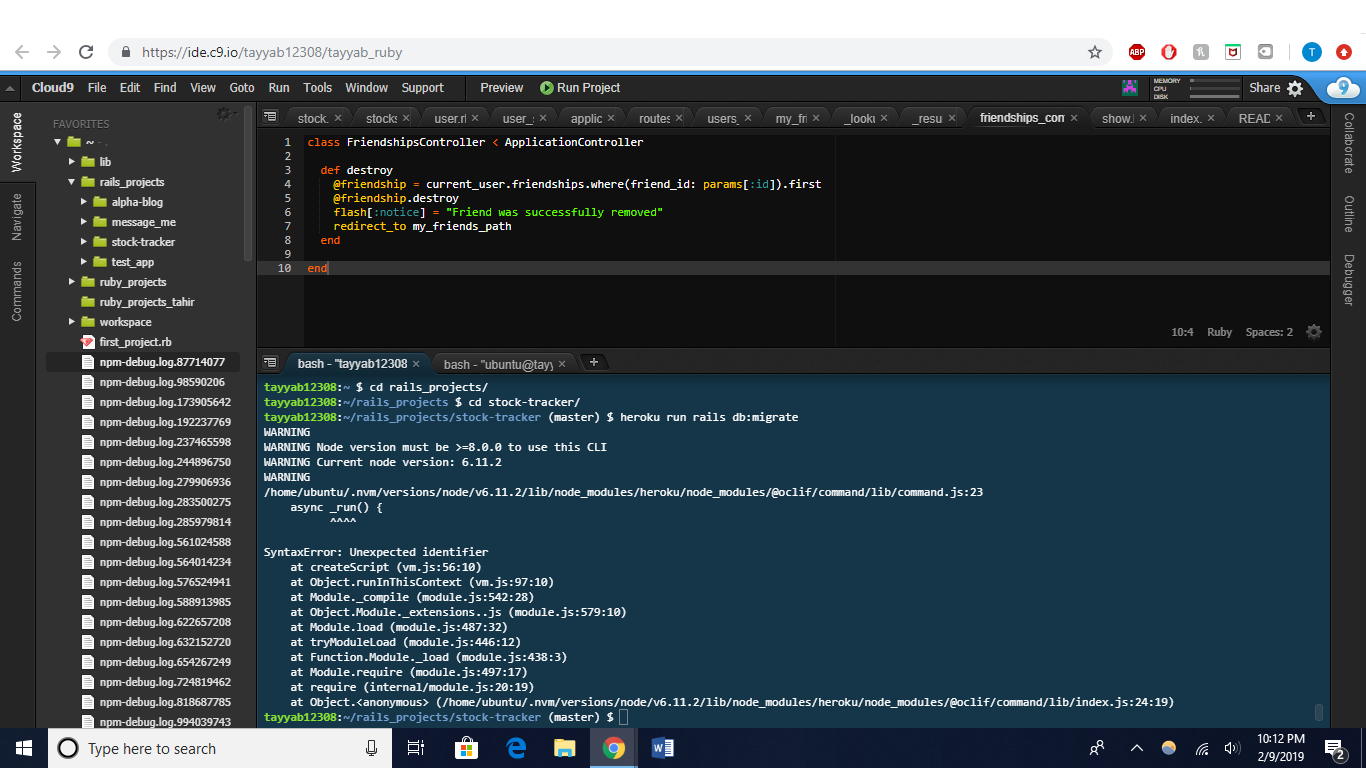 https://ide.c9.io/tayyab12308/tayyab_ruby
ABP
T
Cloud9 File Edit Find View Goto Run Tools Window Support Preview Run Project
MEMORY
CPU
DISK
Share
9
Workspace
Navigate
Commands
FAVORITES
~
lib
rails_projects
alpha-blog
message_me
stock-tracker
test_app
ruby_projects
ruby_projects_tahir
workspace
first_project.rb
npm-debug.log.87714077
npm-debug.log.98590206
npm-debug.log.173905642
npm-debug.log.192237769
npm-debug.log.237465598
npm-debug.log.244896750
npm-debug.log.279906936
npm-debug.log.283500275
npm-debug.log.285979814
npm-debug.log.561024588
npm-debug.log.564014234
npm-debug.log.576524941
npm-debug.log.588913985
npm-debug.log.622657208
npm-debug.log.632152720
npm-debug.log.654267249
npm-debug.log.724819462
npm-debug.log.818687785
npm-debug.log.994039743
stock. stocks user.rl user_ applic routes users_ my_fri _looku _resu friendships_con show. index. READ
1 class FriendshipsController < ApplicationController
2
3 def destroy
4 @friendship = current_user.friendships.where(friend_id: params[:id]).first
5 @friendship.destroy
6 flash[:notice] = "Friend was successfully removed"
7 redirect_to my_friends_path
8 end
9
10 end
10:4 Ruby Spaces: 2
Collaborate
Outline
Debugger
bash - "tayyab12308 bash - "ubuntu@tayy
tayyab12308:~ $ cd rails_projects/
tayyab12308:~/rails_projects $ cd stock-tracker/
tayyab12308:~/rails_projects/stock-tracker (master) $ heroku run rails db:migrate
WARNING
WARNING Node version must be >=8.0.0 to use this CLI
WARNING Current node version: 6.11.2
WARNING
/home/ubuntu/.nvm/versions/node/v6.11.2/lib/node_modules/heroku/node_modules/@oclif/command/lib/command.js:23
async _run() {
^^^^
SyntaxError: Unexpected identifier
at createScript (vm.js:56:10)
at Object.runInThisContext (vm.js:97:10)
at Module._compile (module.js:542:28)
at Object.Module._extensions..js (module.js:579:10)
at Module.load (module.js:487:32)
at tryModuleLoad (module.js:446:12)
at Function.Module._load (module.js:438:3)
at Module.require (module.js:497:17)
at require (internal/module.js:20:19)
at Object.<anonymous> (/home/ubuntu/.nvm/versions/node/v6.11.2/lib/node_modules/heroku/node_modules/@oclif/command/lib/index.js:24:19)
tayyab12308:~/rails_projects/stock-tracker (master) $
Type here to search
10:12 PM
2/9/2019
2